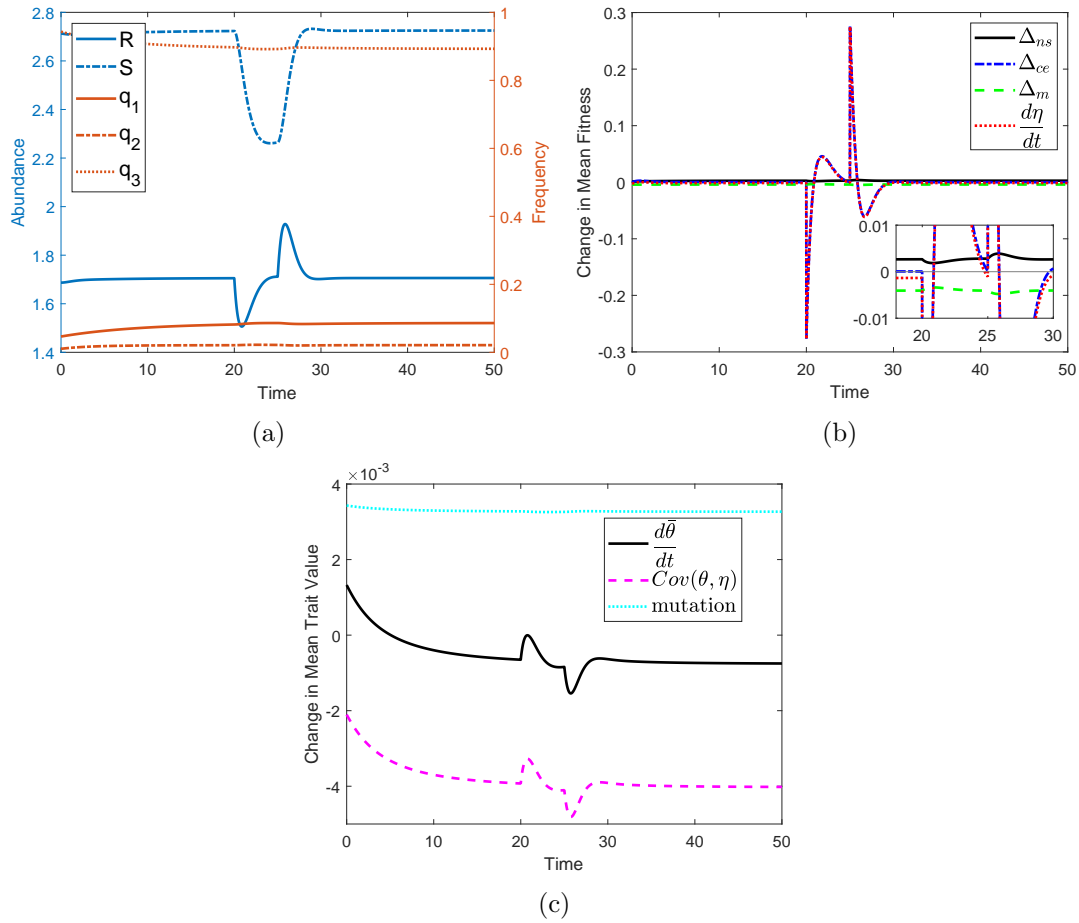 2.8
2.6
2.4
2.2
2
1.8
1.6
1.4
Abundance
R
S
q1
q2
q3
1
0.8
0.6
0.4
0.2
0
Frequency
0 10 20 30 40 50
Time
(a)
0.3
0.2
0.1
0
-0.1
-0.2
-0.3
Change in Mean Fitness
Δns
Δce
Δm
dη
dt
0.01
0
-0.01
20 25 30
0 10 20 30 40 50
Time
(b)
×10-3
4
2
0
-2
-4
Change in Mean Trait Value
dθ̄
dt
Cov(θ, η)
mutation
0 10 20 30 40 50
Time
(c)